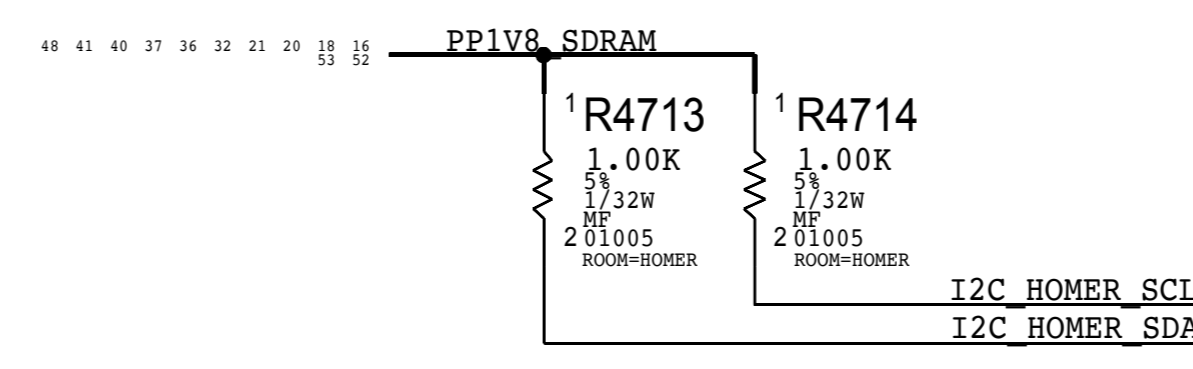 PP1V8_SDRAM
48 41 40 37 36 32 21 20 18 16
53 52
1 R4713
1.00K
5%
1/32W
MF
2 01005
ROOM=HOMER
1 R4714
1.00K
5%
1/32W
MF
2 01005
ROOM=HOMER
I2C_HOMER_SCL
I2C_HOMER_SDA